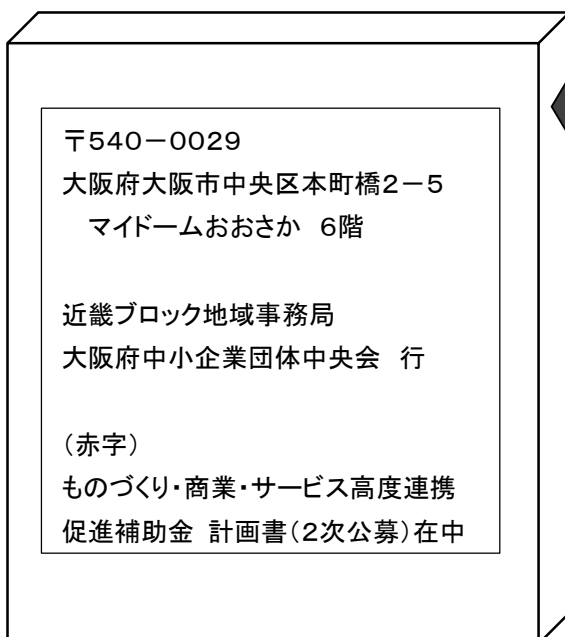 〒540－0029
大阪府大阪市中央区本町橋2－5
マイドームおおさか 6階
近畿ブロック地域事務局
大阪府中小企業団体中央会 行
(赤字)
ものづくり・商業・サービス高度連携
促進補助金 計画書(2次公募)在中